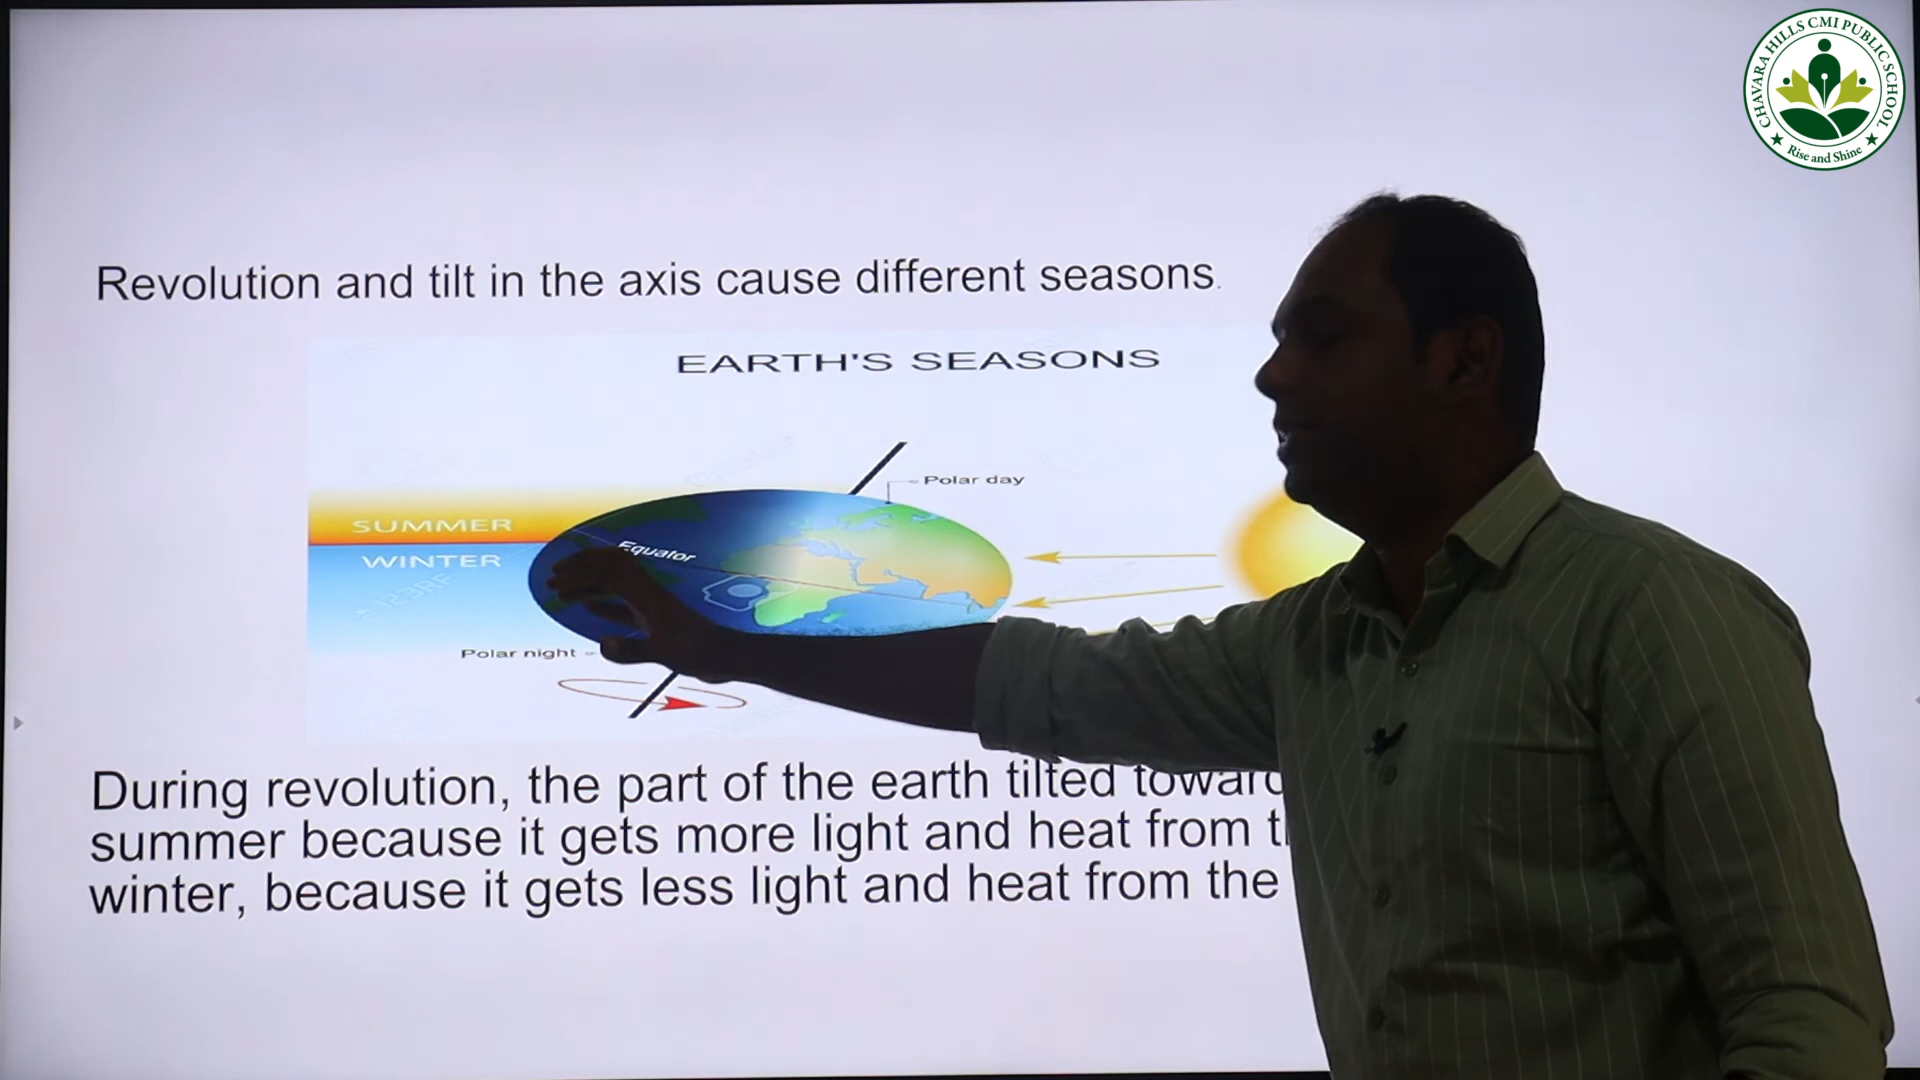 CHAVARA HILLS CMI PUBLIC SCHOOL
Rise and Shine
Revolution and tilt in the axis cause different seasons.
EARTH'S SEASONS
Polar day
SUMMER
Equator
WINTER
123RF
Polar night
During revolution, the part of the earth tilted
summer because it gets more light and heat from
winter, because it gets less light and heat from the